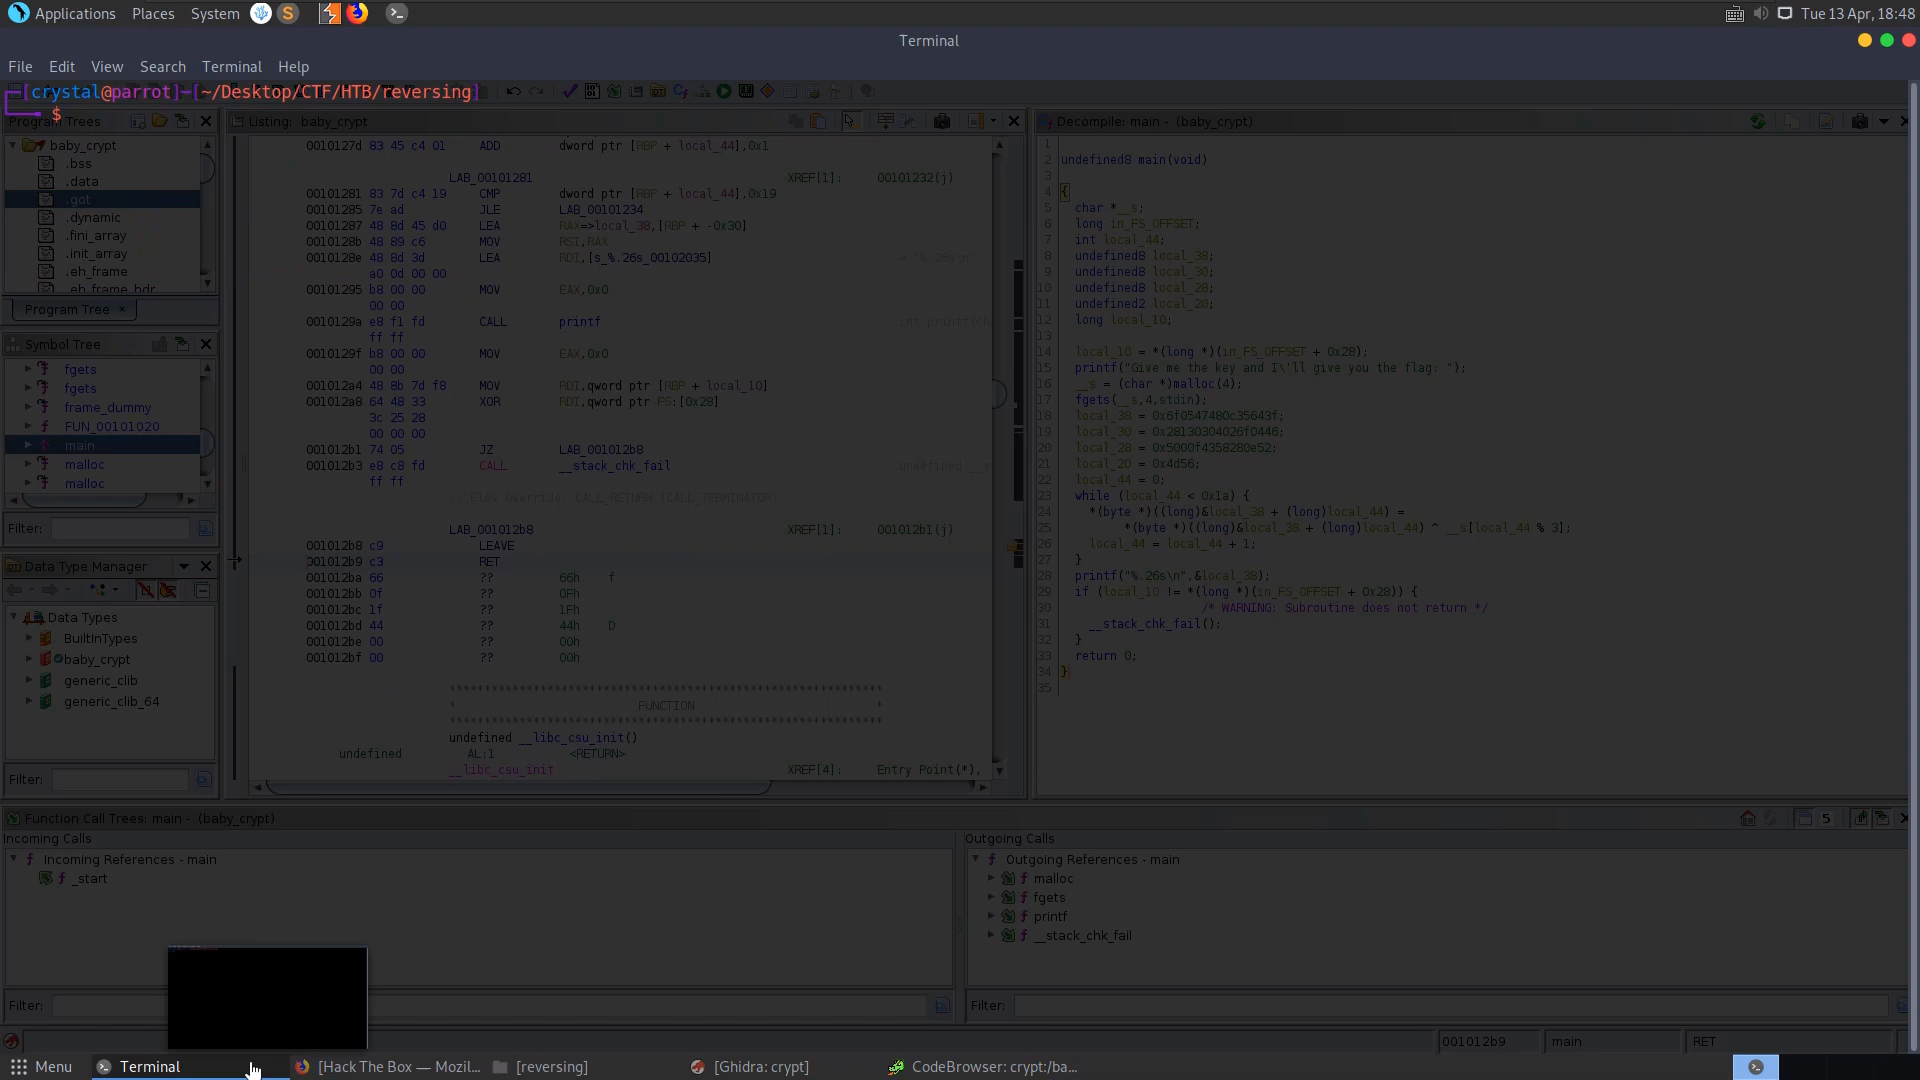 Applications Places System Tue 13 Apr, 18:48
Terminal
File Edit View Search Terminal Help
[crystal@parrot]-[~/Desktop/CTF/HTB/reversing]
$
Program Trees
baby_crypt
.bss
.data
.got
.dynamic
.fini_array
.init_array
.eh_frame
.eh_frame_hdr
Program Tree ×
Symbol Tree
fgets
fgets
frame_dummy
FUN_00101020
main
malloc
malloc
Filter:
Data Type Manager
Data Types
BuiltInTypes
baby_crypt
generic_clib
generic_clib_64
Filter:
Listing: baby_crypt
0010127d 83 45 c4 01 ADD dword ptr [RBP + local_44],0x1
LAB_00101281 XREF[1]: 00101232(j)
00101281 83 7d c4 19 CMP dword ptr [RBP + local_44],0x19
00101285 7e ad JLE LAB_00101234
00101287 48 8d 45 d0 LEA RAX=>local_38,[RBP + -0x30]
0010128b 48 89 c6 MOV RSI,RAX
0010128e 48 8d 3d LEA RDI,[s_%.26s_00102035] = "%.26s\n"
a0 0d 00 00
00101295 b8 00 00 MOV EAX,0x0
00 00
0010129a e8 f1 fd CALL printf int printf(ch
ff ff
0010129f b8 00 00 MOV EAX,0x0
00 00
001012a4 48 8b 7d f8 MOV RDI,qword ptr [RBP + local_10]
001012a8 64 48 33 XOR RDI,qword ptr FS:[0x28]
3c 25 28
00 00 00
001012b1 74 05 JZ LAB_001012b8
001012b3 e8 c8 fd CALL __stack_chk_fail undefined __s
ff ff
-- Flow Override: CALL_RETURN (CALL_TERMINATOR)
LAB_001012b8 XREF[1]: 001012b1(j)
001012b8 c9 LEAVE
001012b9 c3 RET
001012ba 66 ?? 66h f
001012bb 0f ?? 0Fh
001012bc 1f ?? 1Fh
001012bd 44 ?? 44h D
001012be 00 ?? 00h
001012bf 00 ?? 00h
************************************************************
* FUNCTION *
************************************************************
undefined __libc_csu_init()
undefined AL:1 <RETURN>
__libc_csu_init XREF[4]: Entry Point(*),
Decompile: main - (baby_crypt)
1
2 undefined8 main(void)
3
4 {
5 char *__s;
6 long in_FS_OFFSET;
7 int local_44;
8 undefined8 local_38;
9 undefined8 local_30;
10 undefined8 local_28;
11 undefined2 local_20;
12 long local_10;
13
14 local_10 = *(long *)(in_FS_OFFSET + 0x28);
15 printf("Give me the key and I\'ll give you the flag: ");
16 __s = (char *)malloc(4);
17 fgets(__s,4,stdin);
18 local_38 = 0x6f0547480c35643f;
19 local_30 = 0x28130304026f0446;
20 local_28 = 0x5000f4358280e52;
21 local_20 = 0x4d56;
22 local_44 = 0;
23 while (local_44 < 0x1a) {
24 *(byte *)((long)&local_38 + (long)local_44) =
25 *(byte *)((long)&local_38 + (long)local_44) ^ __s[local_44 % 3];
26 local_44 = local_44 + 1;
27 }
28 printf("%.26s\n",&local_38);
29 if (local_10 != *(long *)(in_FS_OFFSET + 0x28)) {
30 /* WARNING: Subroutine does not return */
31 __stack_chk_fail();
32 }
33 return 0;
34 }
35
Function Call Trees: main - (baby_crypt) 5
Incoming Calls
Incoming References - main
_start
Filter:
Outgoing Calls
Outgoing References - main
malloc
fgets
printf
__stack_chk_fail
Filter:
001012b9 main RET
Menu Terminal [Hack The Box — Mozil... [reversing] [Ghidra: crypt] CodeBrowser: crypt:/ba...